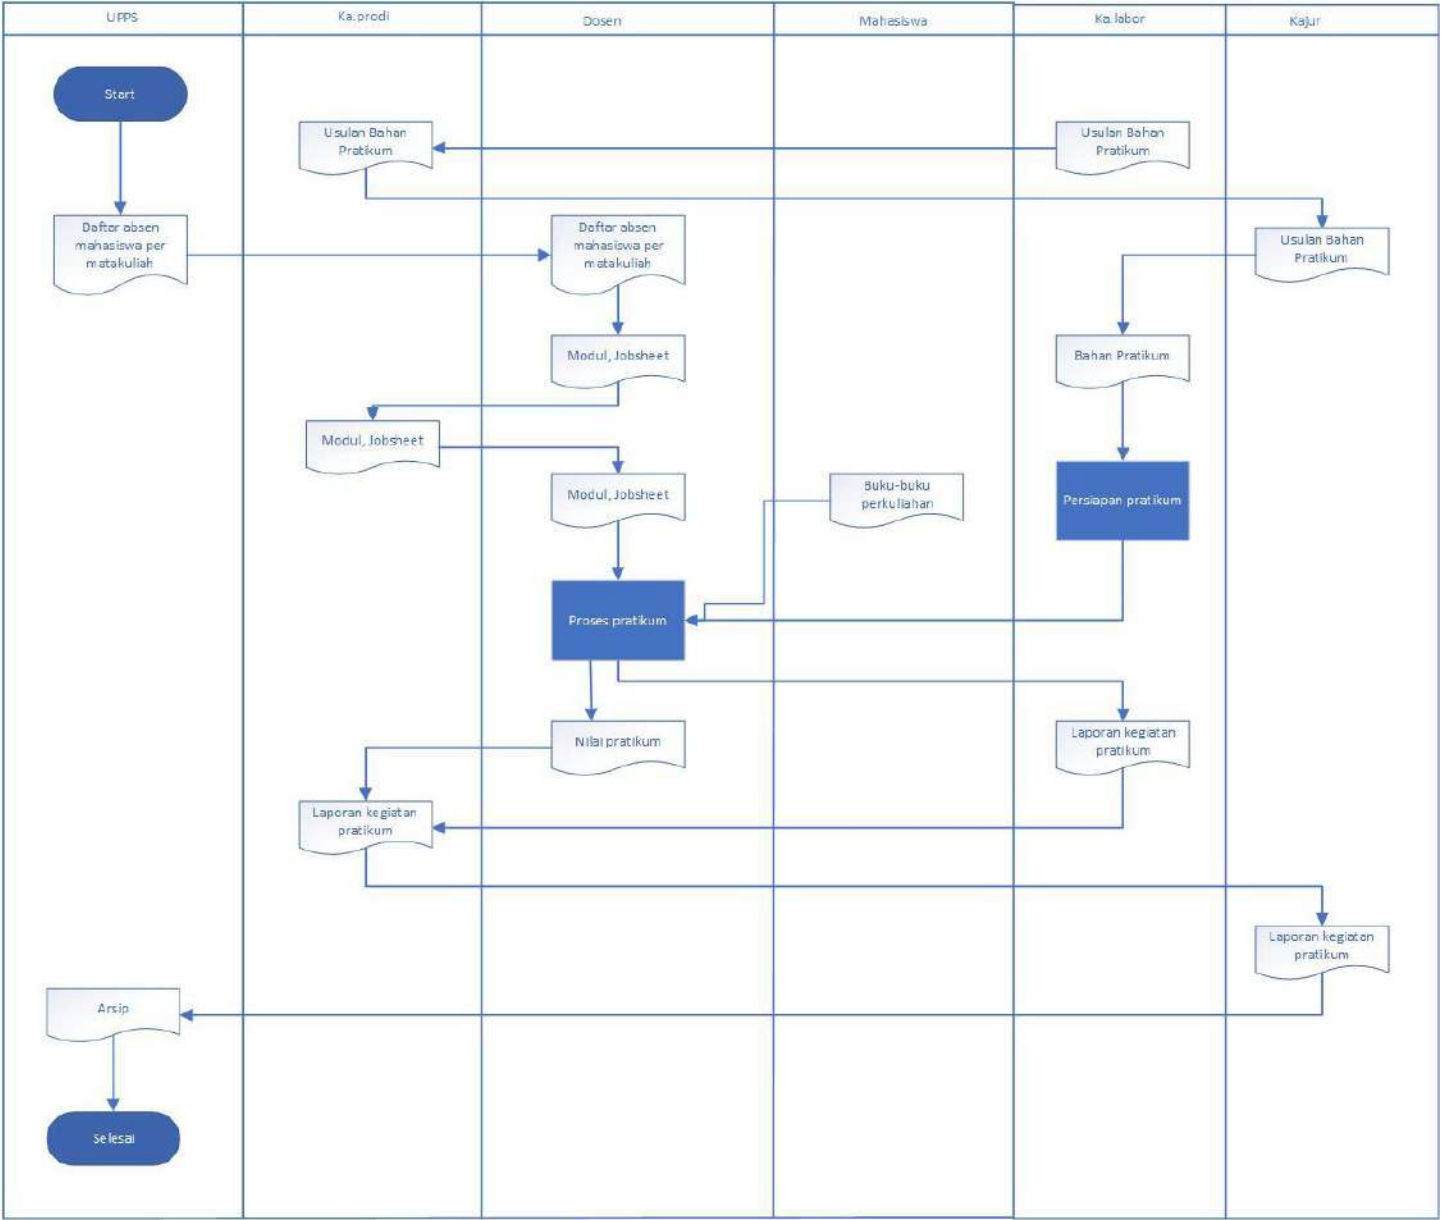 UPPS
Ka.prodi
Dosen
Mahasiswa
Ka.labor
Kajur
Start
Usulan Bahan
Pratikum
Usulan Bahan
Pratikum
Daftar absen
mahasiswa per
matakuliah
Daftar absen
mahasiswa per
matakuliah
Usulan Bahan
Pratikum
Modul, Jobsheet
Bahan Pratikum
Modul, Jobsheet
Modul, Jobsheet
Buku-buku
perkuliahan
Persiapan pratikum
Proses pratikum
Nilai pratikum
Laporan kegiatan
pratikum
Laporan kegiatan
pratikum
Laporan kegiatan
pratikum
Arsip
Selesai